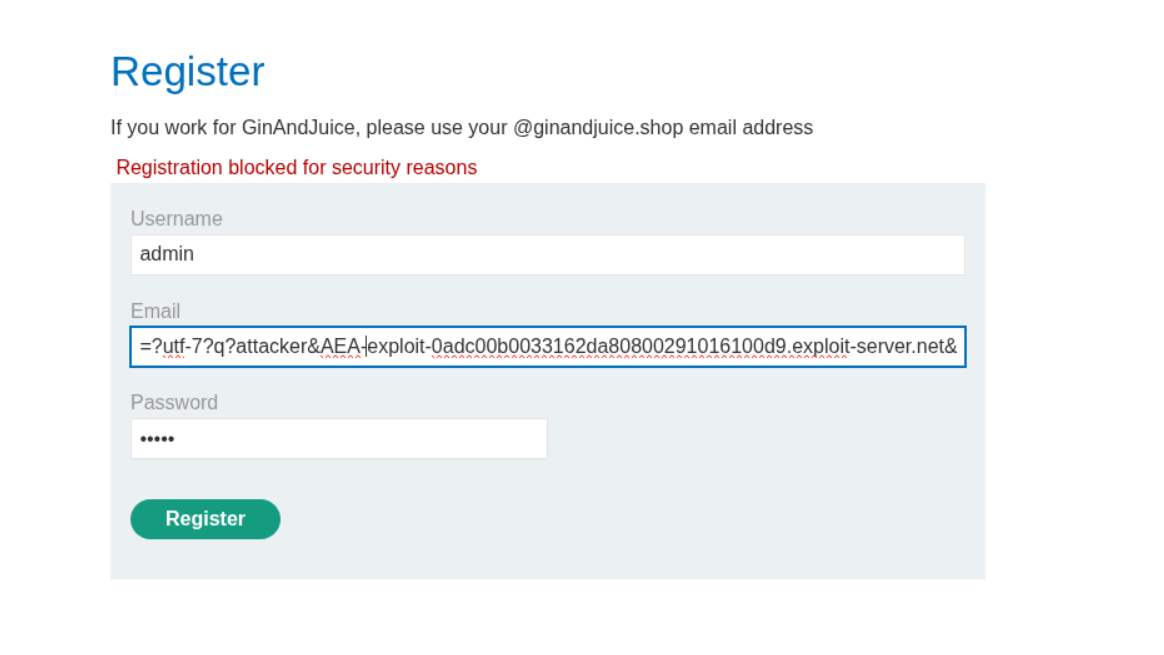 Register
If you work for GinAndJuice, please use your @ginandjuice.shop email address
Registration blocked for security reasons
Username
admin
Email
=?utf-7?q?attacker&AEA-exploit-0adc00b0033162da80800291016100d9.exploit-server.net&
Password
•••••
Register